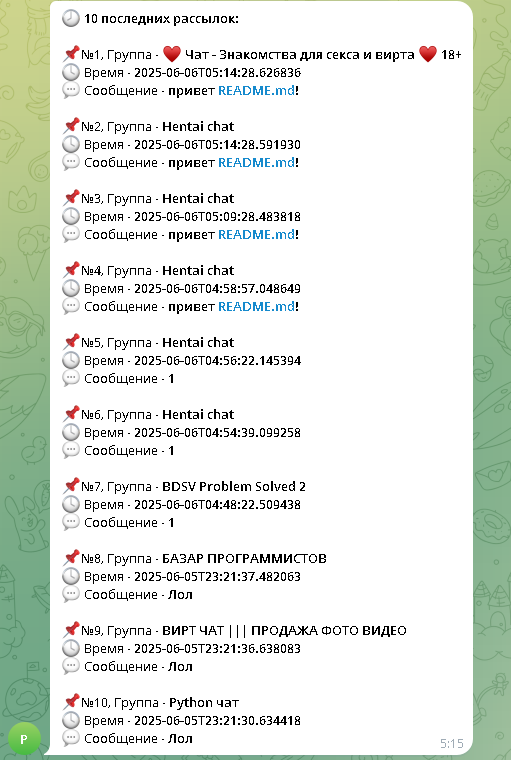 10 последних рассылок:
№1, Группа - ❤️ Чат - Знакомства для секса и вирта ❤️ 18+
Время - 2025-06-06T05:14:28.626836
Сообщение - привет README.md!
№2, Группа - Hentai chat
Время - 2025-06-06T05:14:28.591930
Сообщение - привет README.md!
№3, Группа - Hentai chat
Время - 2025-06-06T05:09:28.483818
Сообщение - привет README.md!
№4, Группа - Hentai chat
Время - 2025-06-06T04:58:57.048649
Сообщение - привет README.md!
№5, Группа - Hentai chat
Время - 2025-06-06T04:56:22.145394
Сообщение - 1
№6, Группа - Hentai chat
Время - 2025-06-06T04:54:39.099258
Сообщение - 1
№7, Группа - BDSV Problem Solved 2
Время - 2025-06-06T04:48:22.509438
Сообщение - 1
№8, Группа - БАЗАР ПРОГРАММИСТОВ
Время - 2025-06-05T23:21:37.482063
Сообщение - Лол
№9, Группа - ВИРТ ЧАТ ||| ПРОДАЖА ФОТО ВИДЕО
Время - 2025-06-05T23:21:36.638083
Сообщение - Лол
№10, Группа - Python чат
Время - 2025-06-05T23:21:30.634418
Сообщение - Лол
P
5:15